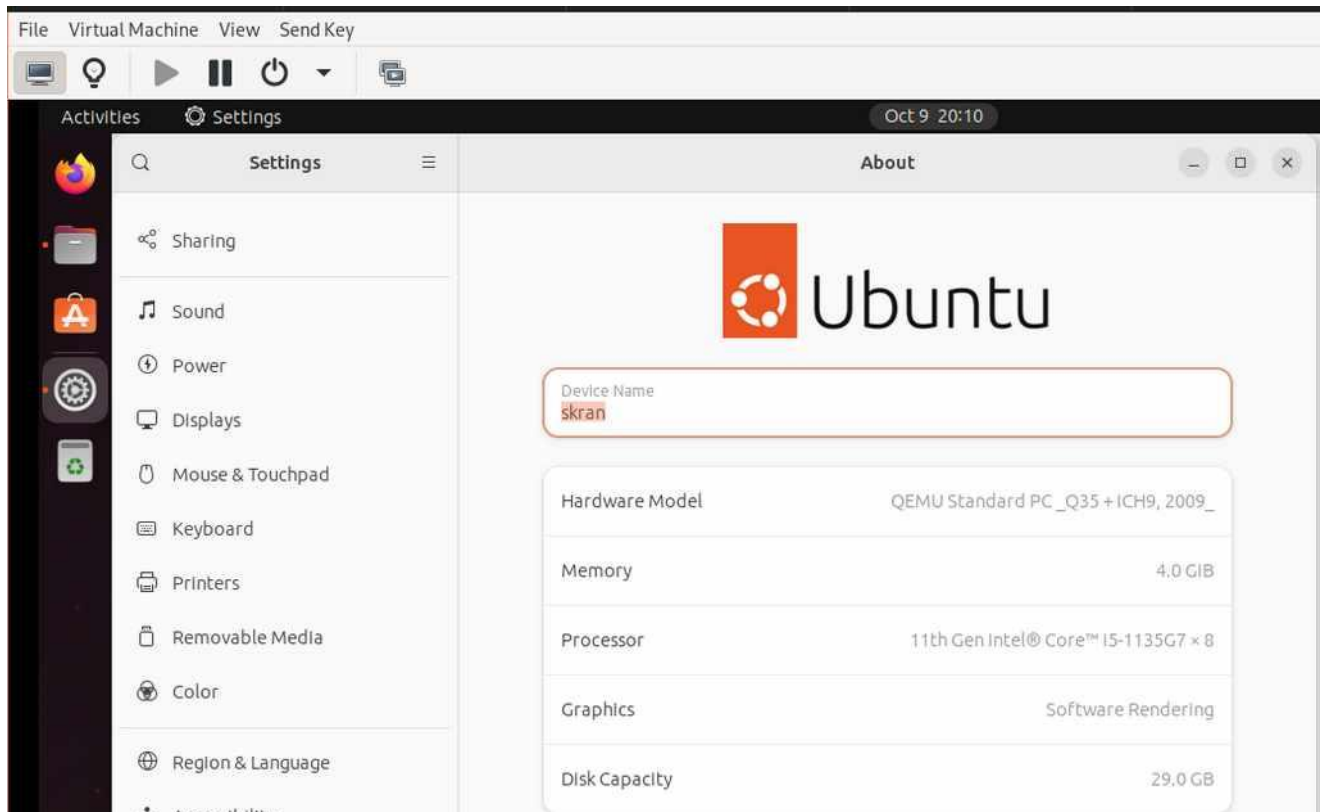 File Virtual Machine View Send Key
Activities Settings Oct 9 20:10
Settings About
Sharing
Sound
Power
Displays
Mouse & Touchpad
Keyboard
Printers
Removable Media
Color
Region & Language
Ubuntu
Device Name
skran
Hardware Model QEMU Standard PC _Q35 + ICH9, 2009_
Memory 4.0 GiB
Processor 11th Gen Intel® Core™ i5-1135G7 × 8
Graphics Software Rendering
Disk Capacity 29.0 GB